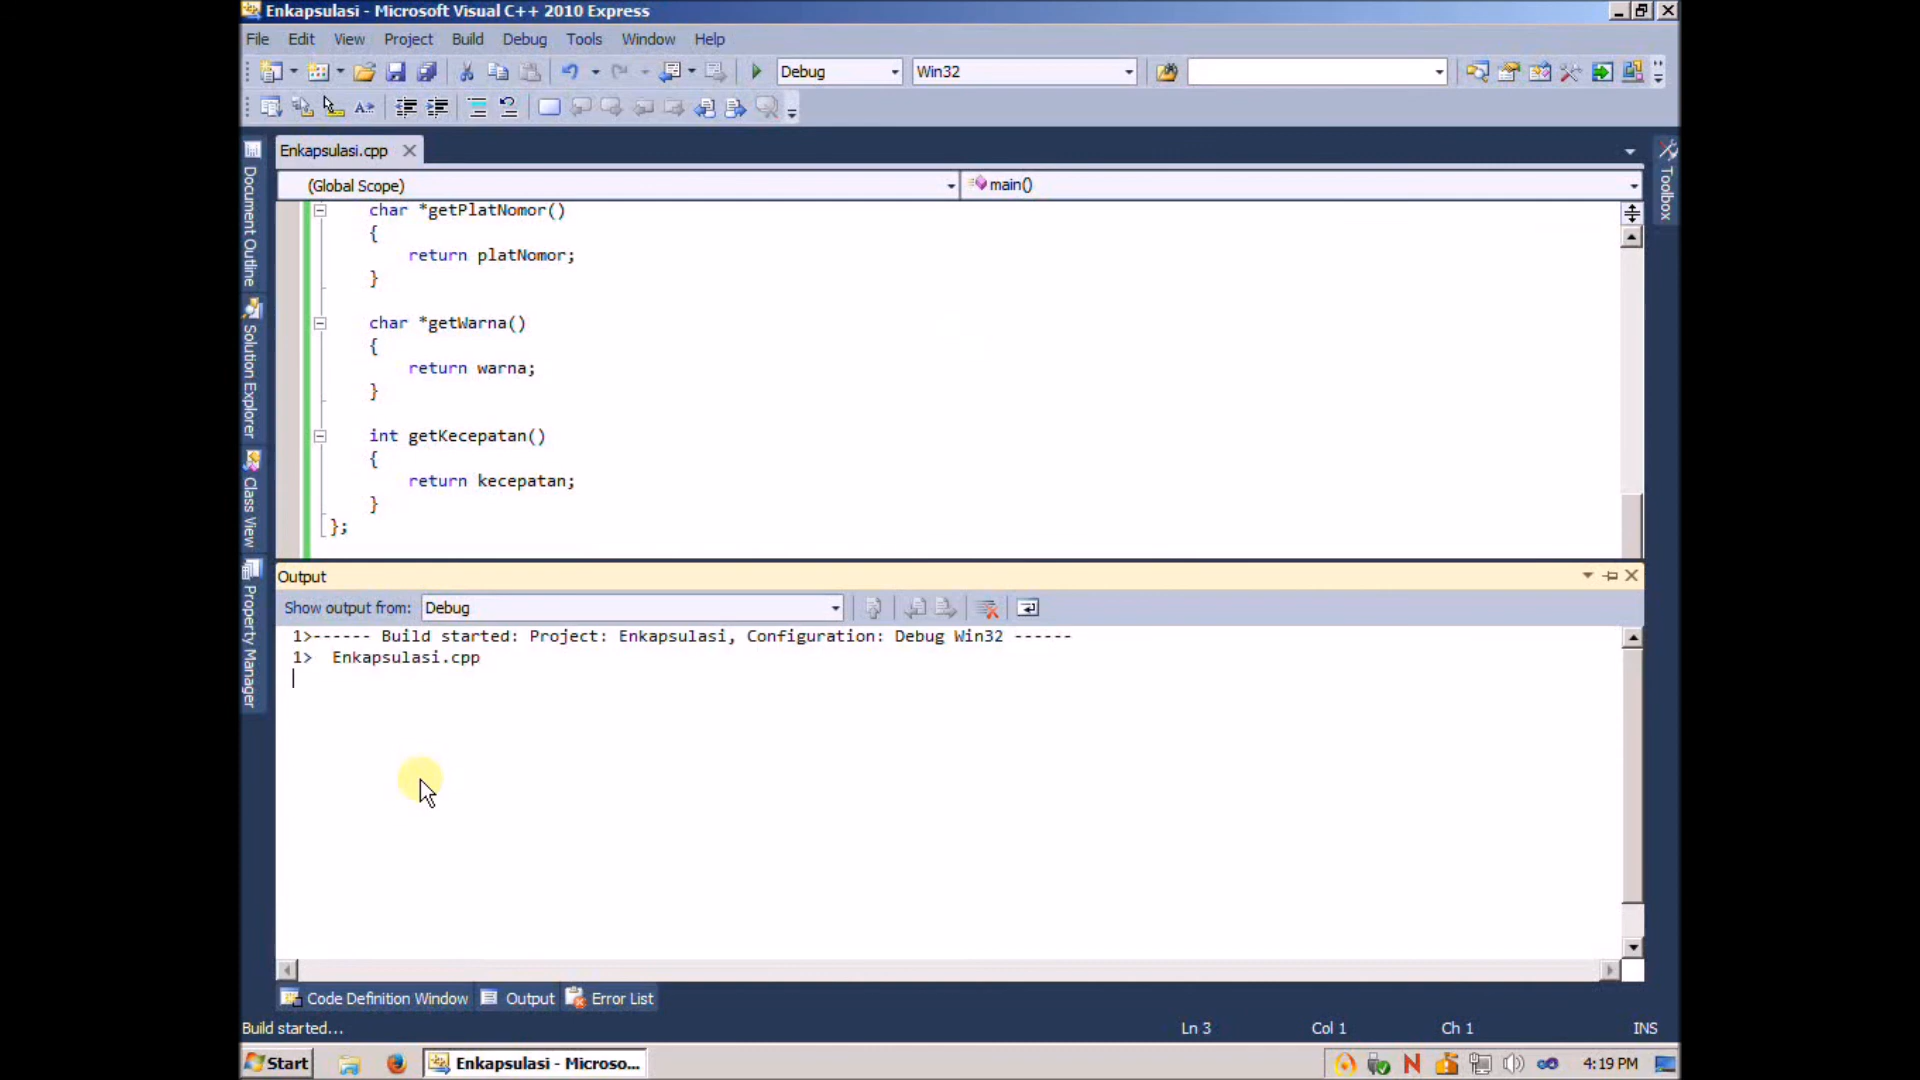 Enkapsulasi - Microsoft Visual C++ 2010 Express
File Edit View Project Build Debug Tools Window Help
Debug Win32
Enkapsulasi.cpp
(Global Scope) main()
char *getPlatNomor()
{
return platNomor;
}
char *getWarna()
{
return warna;
}
int getKecepatan()
{
return kecepatan;
}
};
Document Outline
Solution Explorer
Class View
Property Manager
Toolbox
Output
Show output from: Debug
1>------ Build started: Project: Enkapsulasi, Configuration: Debug Win32 ------
1> Enkapsulasi.cpp
Code Definition Window Output Error List
Build started... Ln 3 Col 1 Ch 1 INS
Start Enkapsulasi - Microso... 4:19 PM